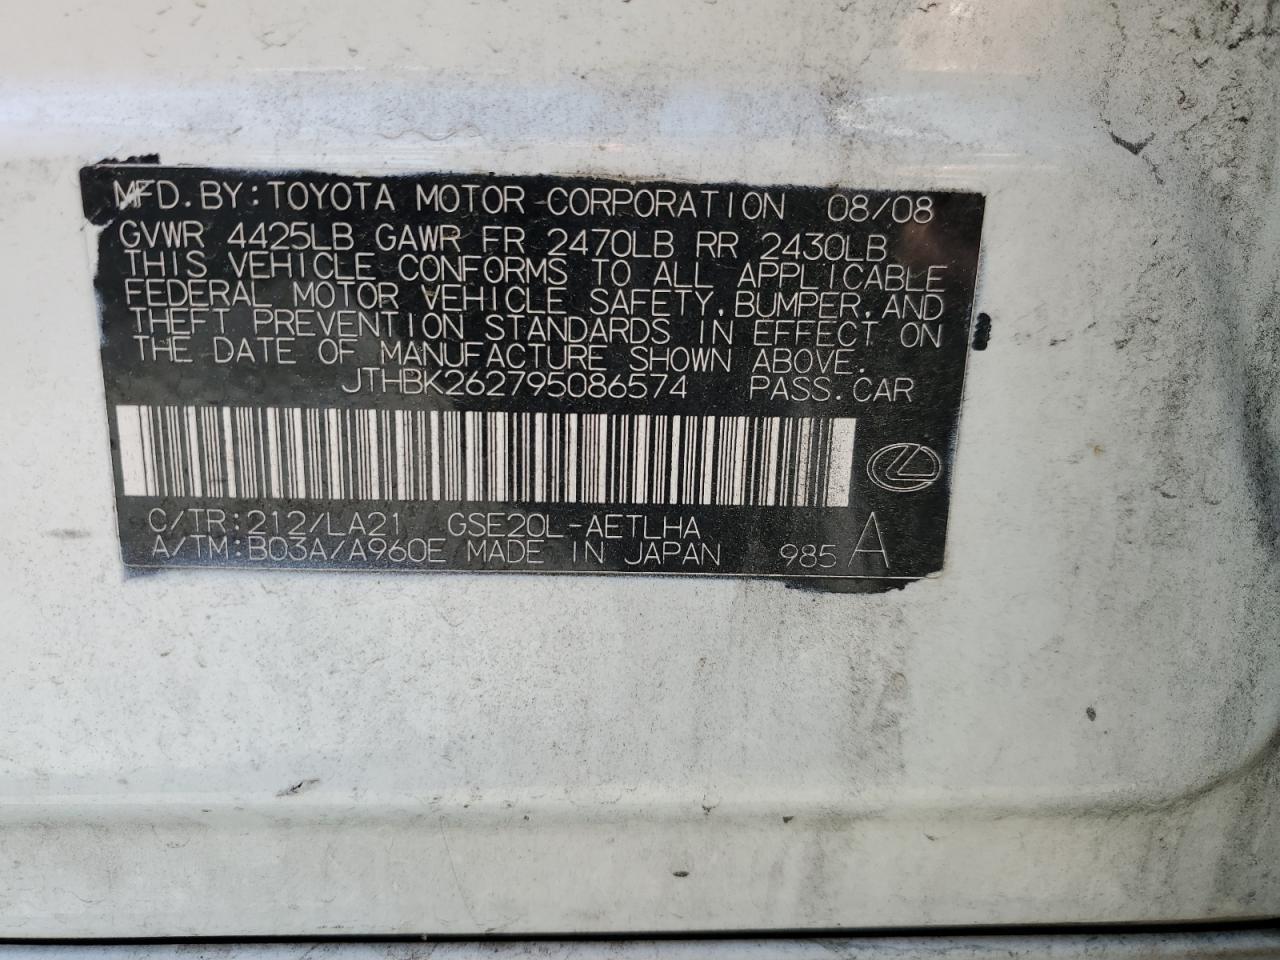 MFD. BY: TOYOTA MOTOR CORPORATION 08/08
GVWR 4425LB GAWR FR 2470LB RR 2430LB
THIS VEHICLE CONFORMS TO ALL APPLICABLE
FEDERAL MOTOR VEHICLE SAFETY, BUMPER, AND
THEFT PREVENTION STANDARDS IN EFFECT ON
THE DATE OF MANUFACTURE SHOWN ABOVE.
JTHBK262795086574 PASS. CAR
C/TR: 212/LA21 GSE20L-AETLHA
A/TM: B03A/A960E MADE IN JAPAN 985 A